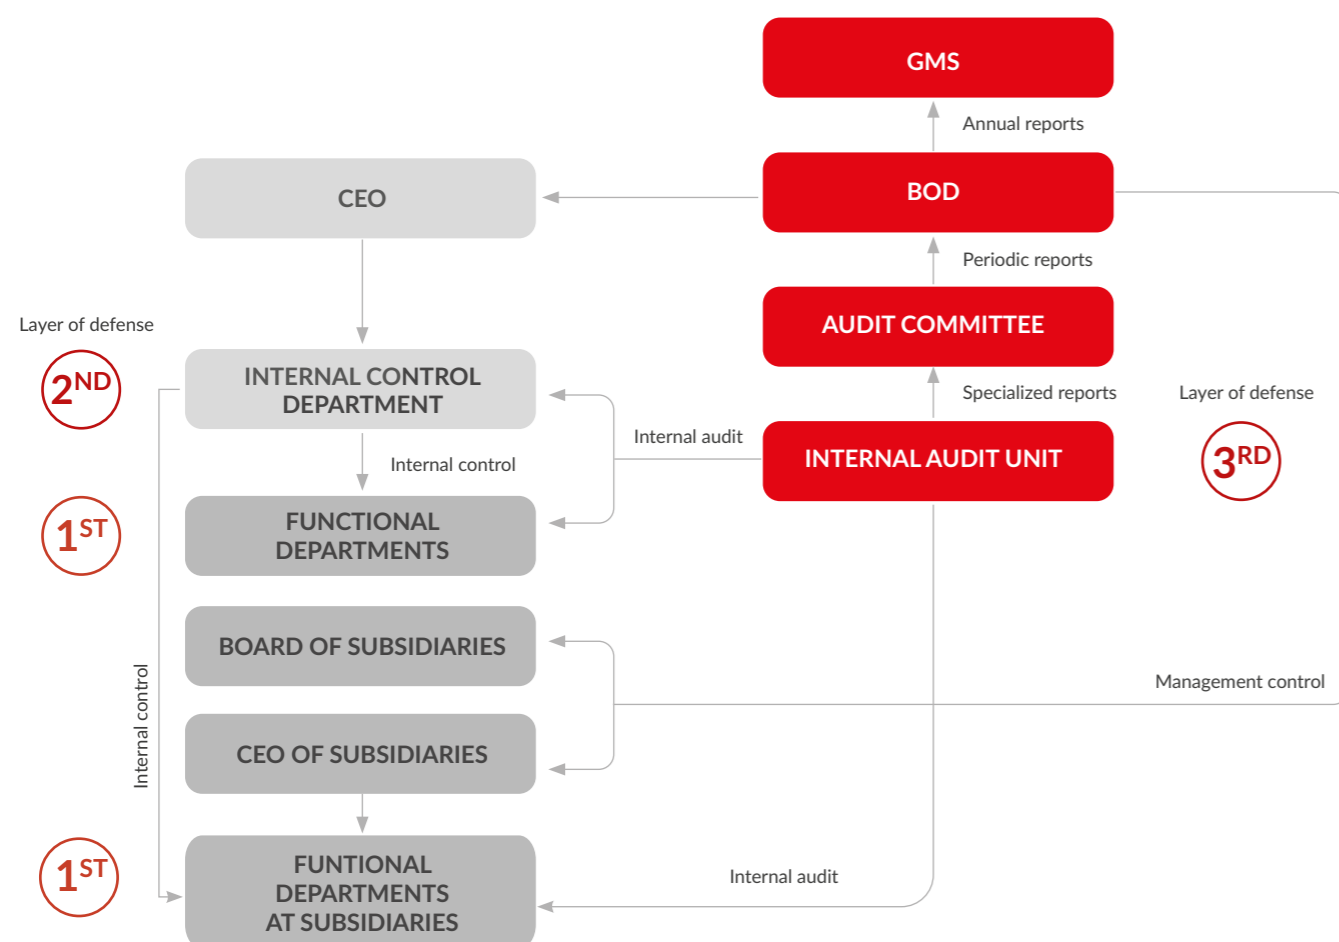 GMS
Annual reports
CEO
BOD
Periodic reports
Layer of defense
AUDIT COMMITTEE
2ND
INTERNAL CONTROL
DEPARTMENT
Specialized reports
Layer of defense
Internal audit
INTERNAL AUDIT UNIT
3RD
Internal control
1ST
FUNCTIONAL
DEPARTMENTS
BOARD OF SUBSIDIARIES
Internal control
Management control
CEO OF SUBSIDIARIES
1ST
FUNTIONAL
DEPARTMENTS
AT SUBSIDIARIES
Internal audit